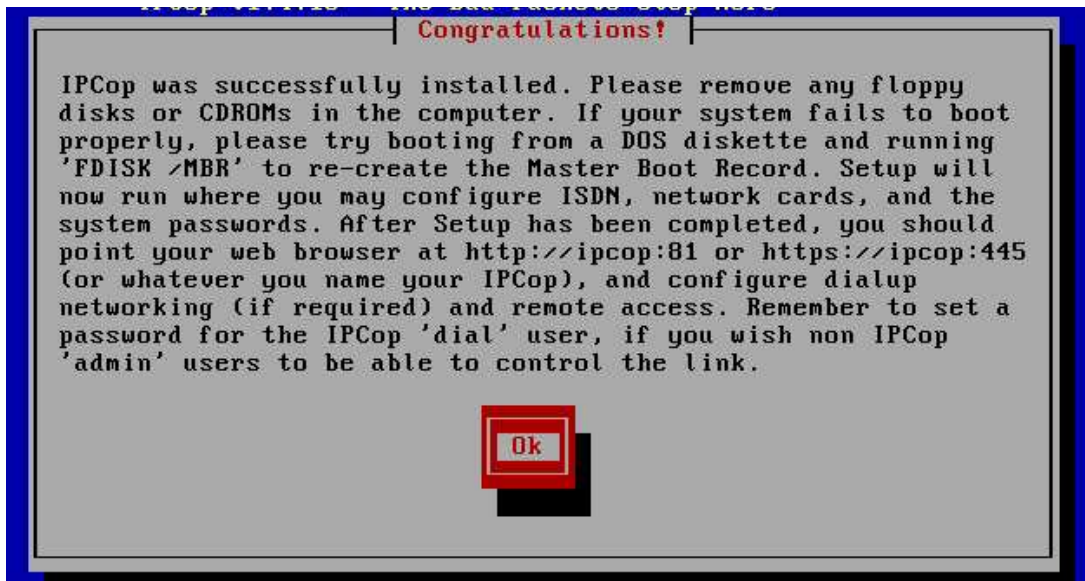 The Bad Packets Stop Here
Congratulations!
IPCop was successfully installed. Please remove any floppy
disks or CDROMs in the computer. If your system fails to boot
properly, please try booting from a DOS diskette and running
'FDISK /MBR' to re-create the Master Boot Record. Setup will
now run where you may configure ISDN, network cards, and the
system passwords. After Setup has been completed, you should
point your web browser at http://ipcop:81 or https://ipcop:445
(or whatever you name your IPCop), and configure dialup
networking (if required) and remote access. Remember to set a
password for the IPCop 'dial' user, if you wish non IPCop
'admin' users to be able to control the link.
Ok